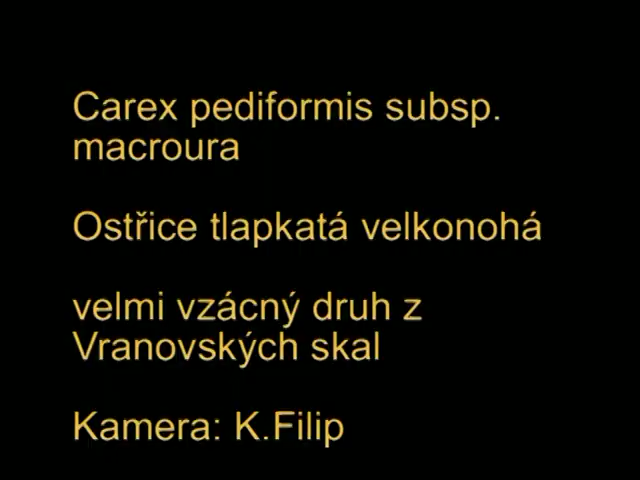 Carex pediformis subsp.
macroura
Ostřice tlapkatá velkonohá
velmi vzácný druh z
Vranovských skal
Kamera: K.Filip